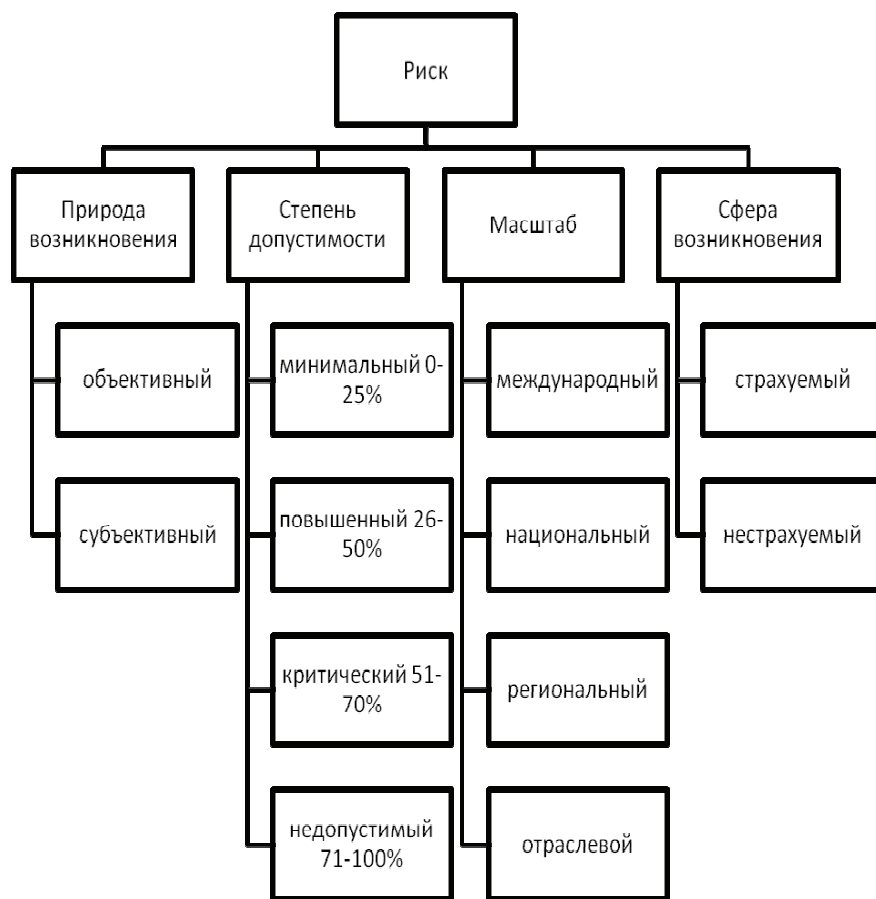 Риск
Природа
возникновения
Степень
допустимости
Масштаб
Сфера
возникновения
объективный
минимальный 0-
25%
международный
страхуемый
субъективный
повышенный 26-
50%
национальный
нестрахуемый
критический 51-
70%
региональный
недопустимый
71-100%
отраслевой